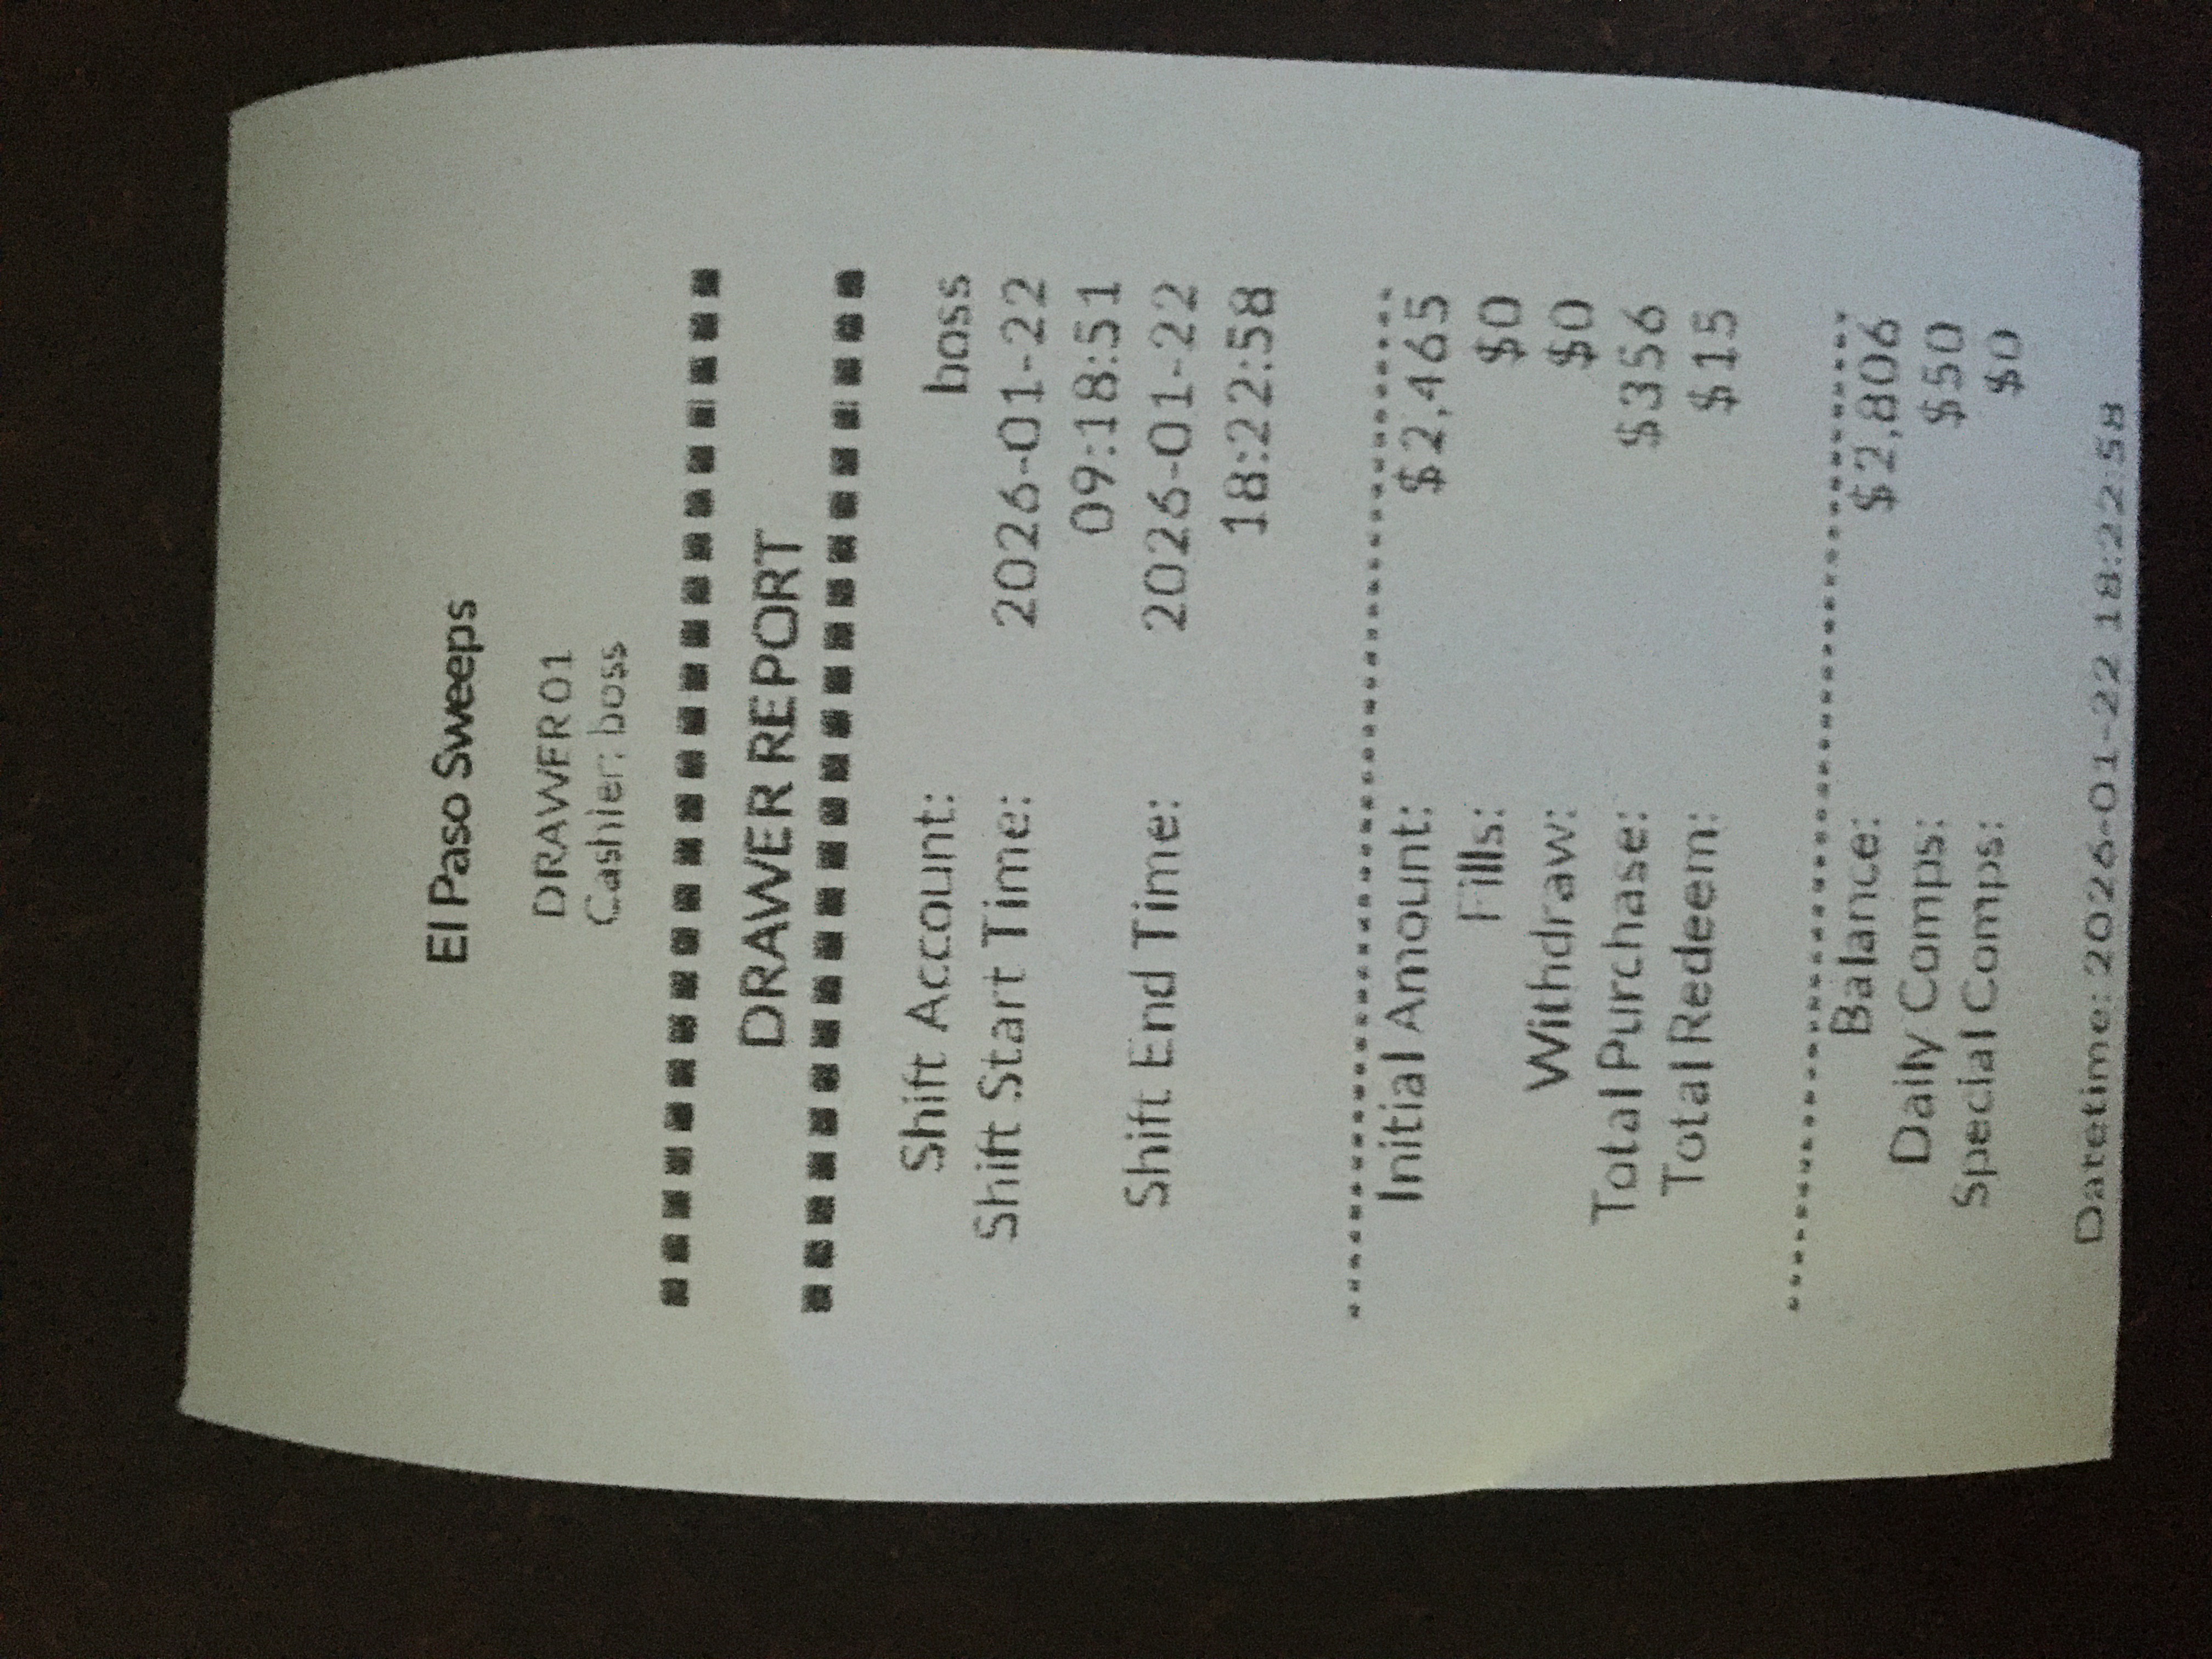 El Paso Sweeps
DRAWER 01
Cashier: boss
DRAWER REPORT
Shift Account: boss
Shift Start Time: 2026-01-22
09:18:51
Shift End Time: 2026-01-22
18:22:58
Initial Amount: $2,465
Fills: $0
Withdraw: $0
Total Purchase: $356
Total Redeem: $15
Balance: $2,806
Daily Comps: $50
Special Comps: $0
Datetime: 2026-01-22 18:22:58